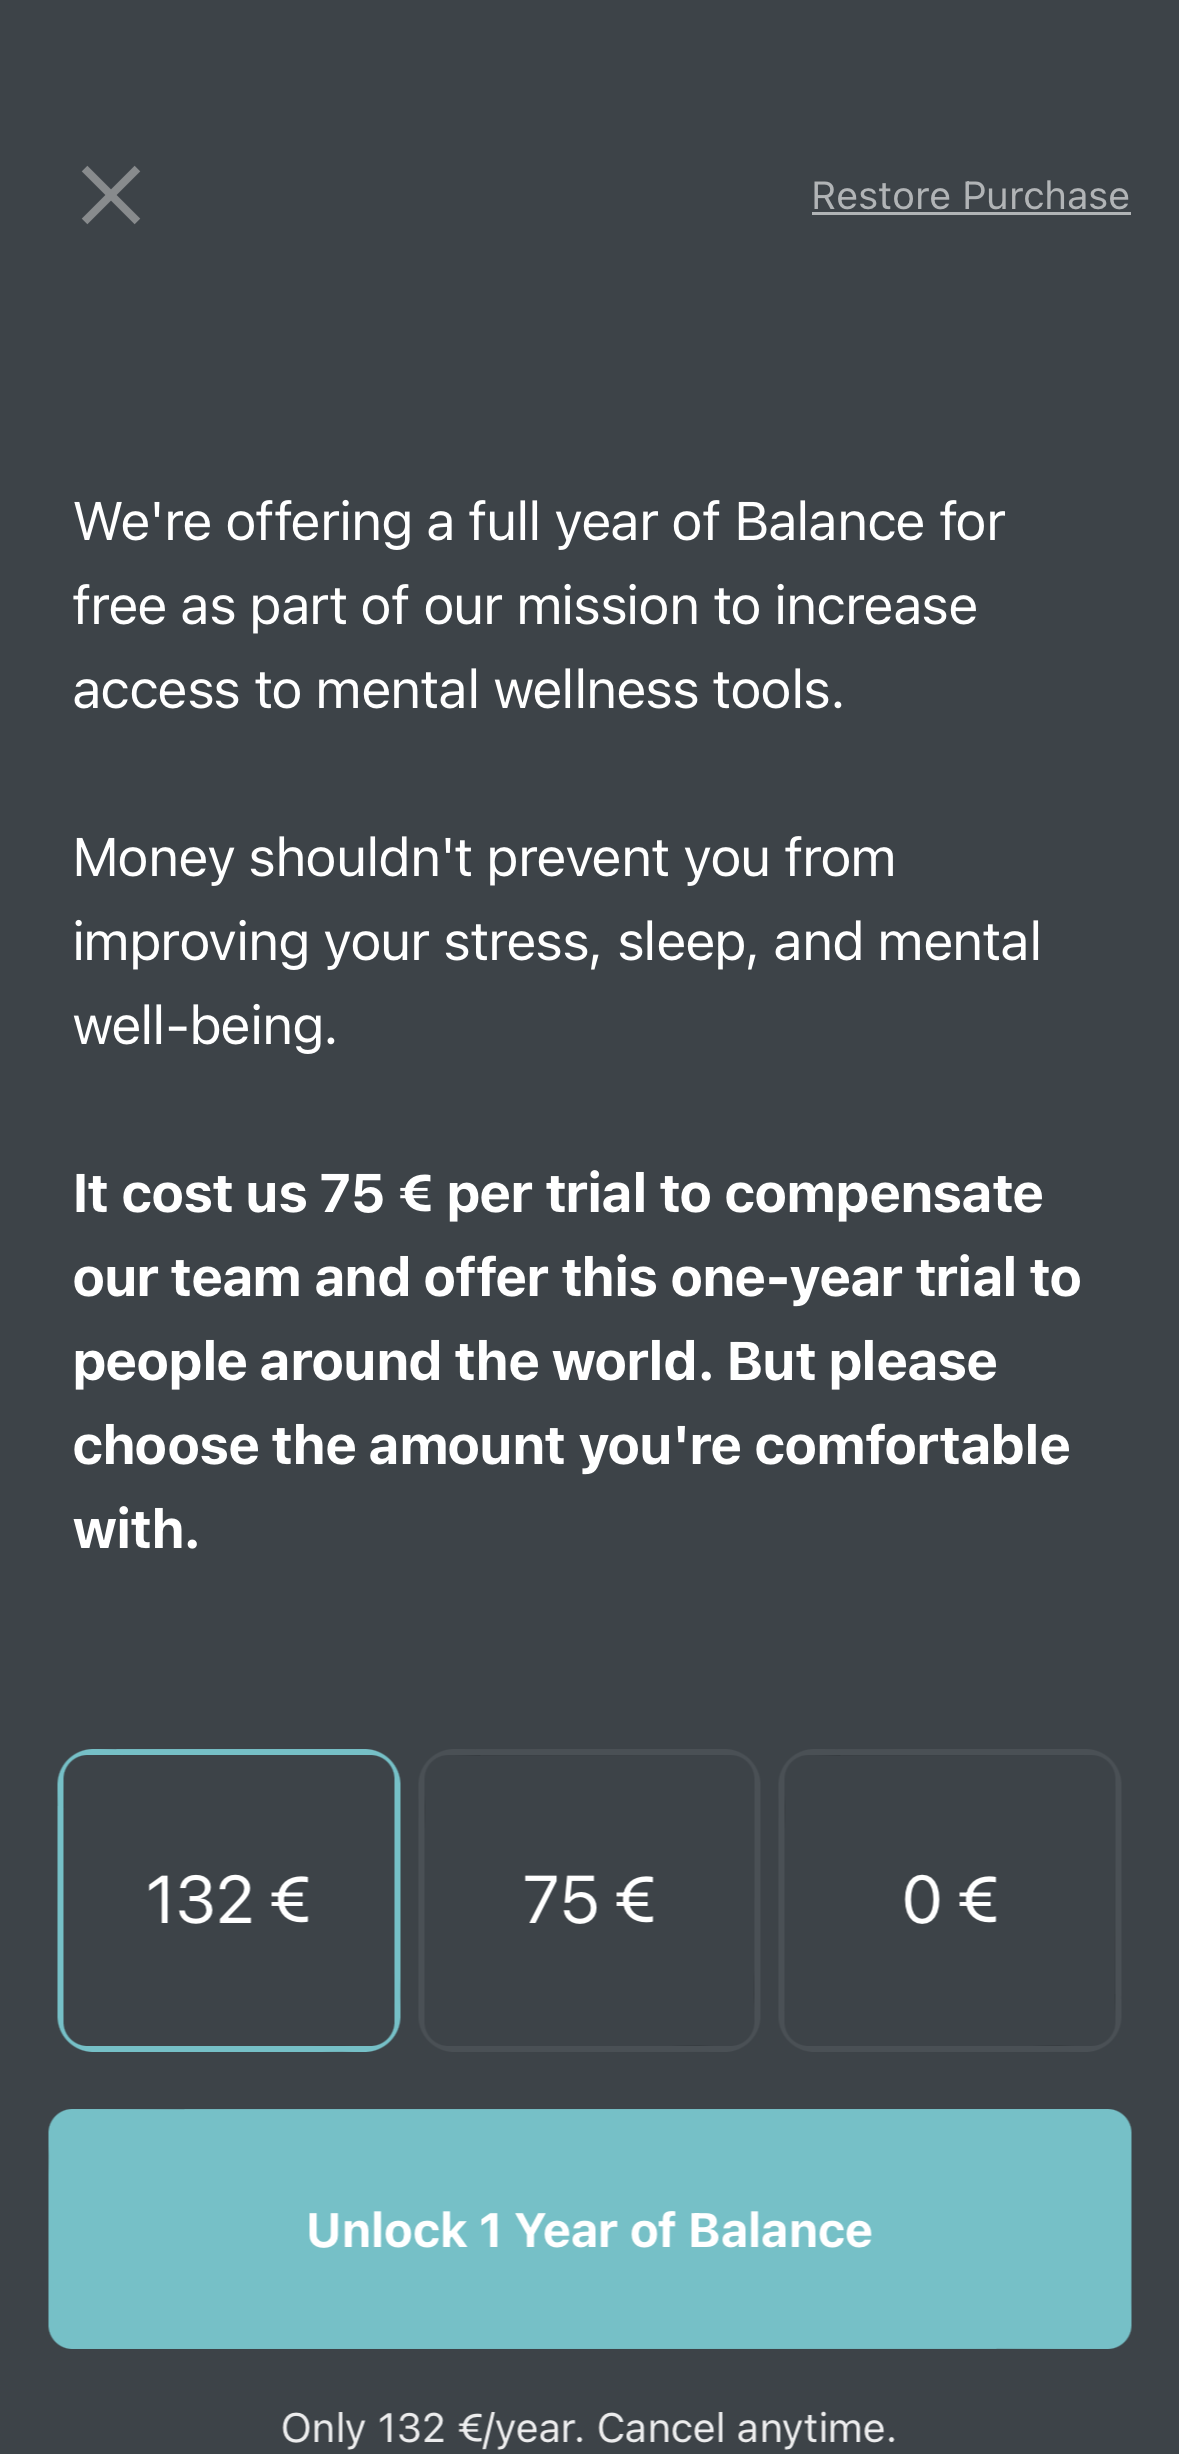 Restore Purchase
We're offering a full year of Balance for
free as part of our mission to increase
access to mental wellness tools.
Money shouldn't prevent you from
improving your stress, sleep, and mental
well-being.
It cost us 75 € per trial to compensate
our team and offer this one-year trial to
people around the world. But please
choose the amount you're comfortable
with.
132 €
75 €
0 €
Unlock 1 Year of Balance
Only 132 €/year. Cancel anytime.